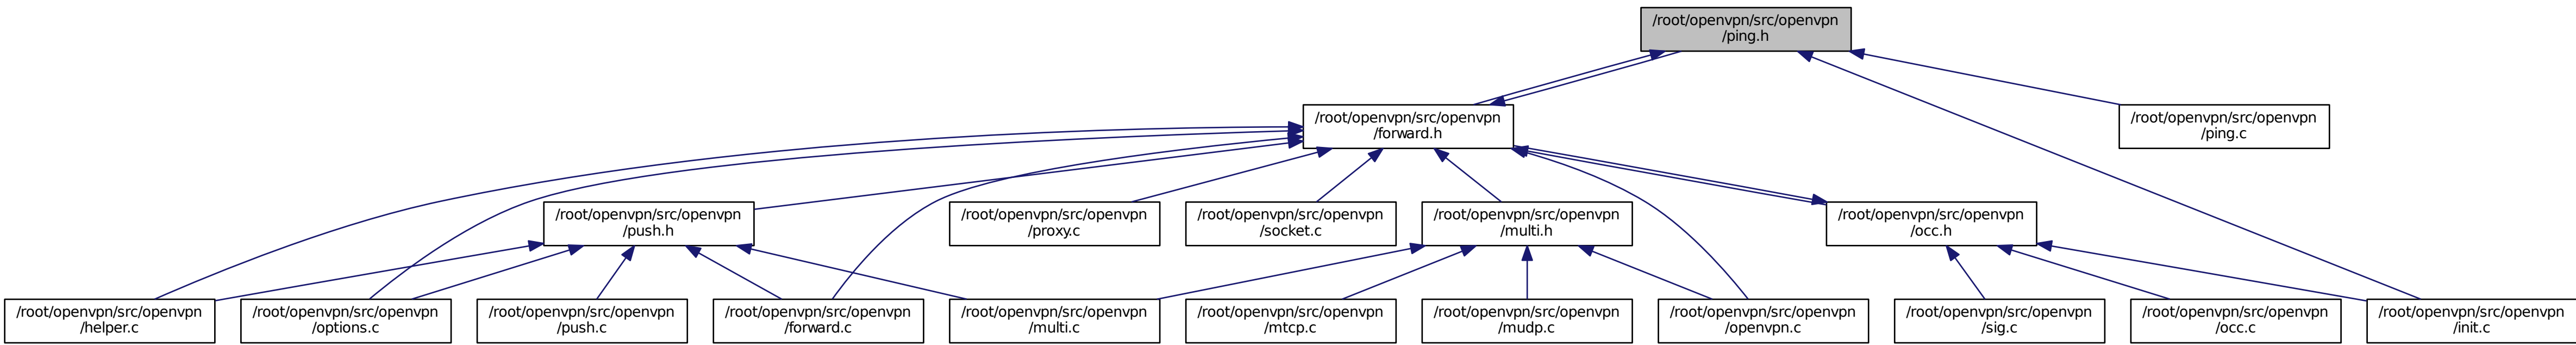 /root/openvpn/src/openvpn
/ping.h
/root/openvpn/src/openvpn
/forward.h
/root/openvpn/src/openvpn
/ping.c
/root/openvpn/src/openvpn
/push.h
/root/openvpn/src/openvpn
/proxy.c
/root/openvpn/src/openvpn
/socket.c
/root/openvpn/src/openvpn
/multi.h
/root/openvpn/src/openvpn
/occ.h
/root/openvpn/src/openvpn
/helper.c
/root/openvpn/src/openvpn
/options.c
/root/openvpn/src/openvpn
/push.c
/root/openvpn/src/openvpn
/forward.c
/root/openvpn/src/openvpn
/multi.c
/root/openvpn/src/openvpn
/mtcp.c
/root/openvpn/src/openvpn
/mudp.c
/root/openvpn/src/openvpn
/openvpn.c
/root/openvpn/src/openvpn
/sig.c
/root/openvpn/src/openvpn
/occ.c
/root/openvpn/src/openvpn
/init.c